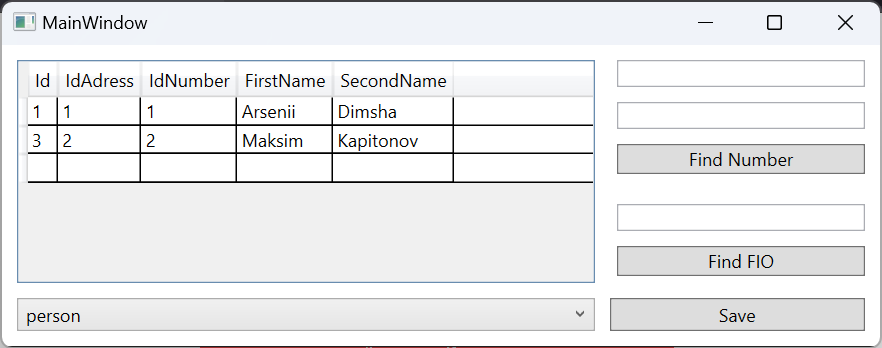 MainWindow
Id IdAdress IdNumber FirstName SecondName
1 1 1 Arsenii Dimsha
3 2 2 Maksim Kapitonov
Find Number
Find FIO
person
Save